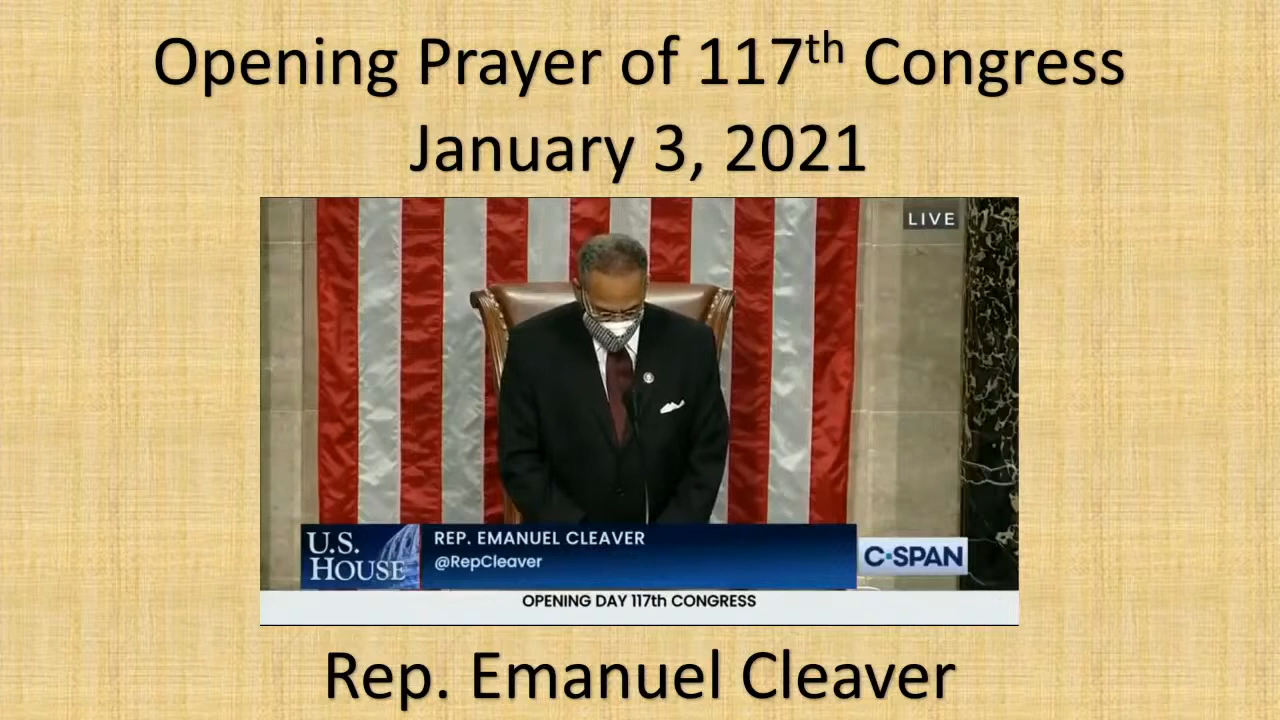 Opening Prayer of 117th Congress
January 3, 2021
LIVE
U.S.
HOUSE
REP. EMANUEL CLEAVER
@RepCleaver
C-SPAN
OPENING DAY 117th CONGRESS
Rep. Emanuel Cleaver